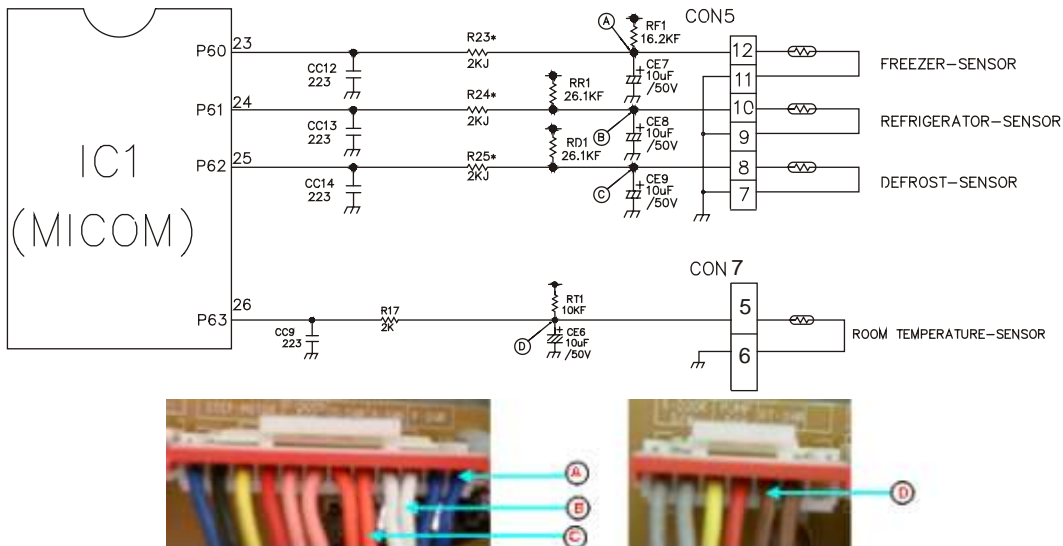 CON5
A
RF1
16.2KF
P60
23
R23*
2KJ
12
CC12
223
CE7
10uF
/50V
+
11
FREEZER-SENSOR
RR1
26.1KF
P61
24
R24*
2KJ
10
CC13
223
B
CE8
10uF
/50V
+
9
REFRIGERATOR-SENSOR
RD1
26.1KF
IC1
(MICOM)
P62
25
R25*
2KJ
8
CC14
223
C
CE9
10uF
/50V
+
7
DEFROST-SENSOR
CON 7
RT1
10KF
P63
26
R17
2K
5
CC9
223
D
CE6
10uF
/50V
+
6
ROOM TEMPERATURE-SENSOR
A
B
C
D